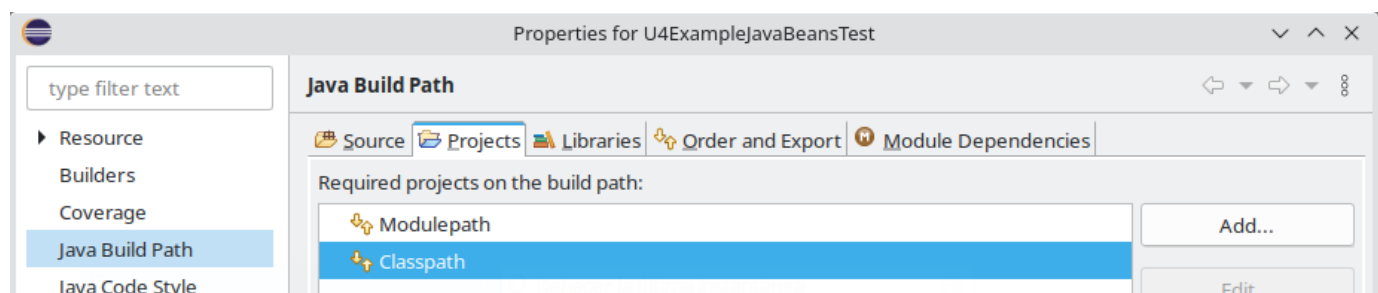 Properties for U4ExampleJavaBeansTest
type filter text
Resource
Builders
Coverage
Java Build Path
Java Code Style
Java Build Path
Source Projects Libraries Order and Export Module Dependencies
Required projects on the build path:
Modulepath
Classpath
Add...
Edit...